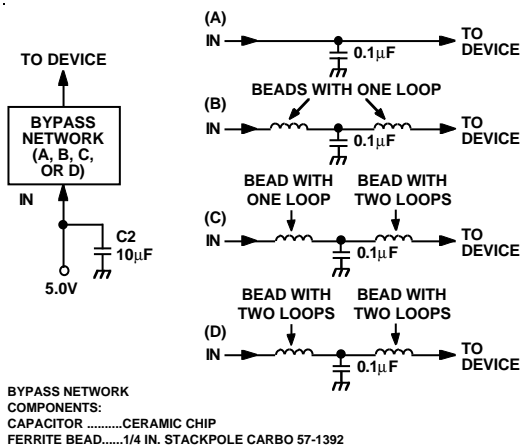 TO DEVICE
BYPASS
NETWORK
(A, B, C,
OR D)
IN
C2
10μF
5.0V
(A)
IN
0.1μF
TO
DEVICE
BEADS WITH ONE LOOP
(B)
IN
0.1μF
TO
DEVICE
BEAD WITH
ONE LOOP
BEAD WITH
TWO LOOPS
(C)
IN
0.1μF
TO
DEVICE
BEAD WITH
TWO LOOPS
BEAD WITH
TWO LOOPS
(D)
IN
0.1μF
TO
DEVICE
BYPASS NETWORK
COMPONENTS:
CAPACITOR ..........CERAMIC CHIP
FERRITE BEAD......1/4 IN. STACKPOLE CARBO 57-1392